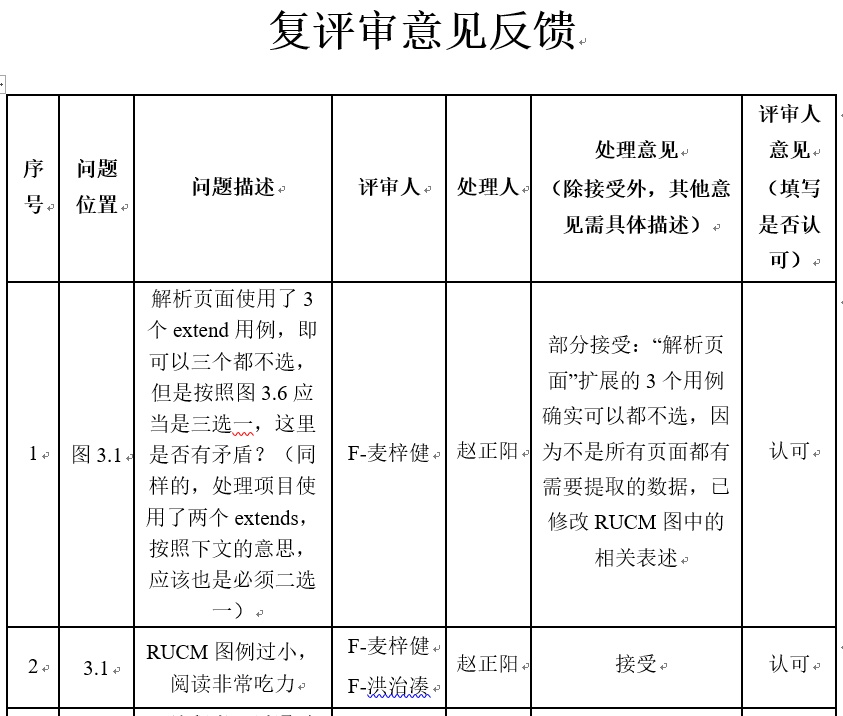 复评审意见反馈
序号
问题位置
问题描述
评审人
处理人
处理意见
（除接受外，其他意
见需具体描述）
评审人
意见
（填写
是否认
可）
1
图 3.1
解析页面使用了 3
个 extend 用例，即
可以三个都不选，
但是按照图 3.6 应
当是三选一，这里
是否有矛盾？（同
样的，处理项目使
用了两个 extends，
按照下文的意思，
应该也是必须二选
一）
F-麦梓健
赵正阳
部分接受：“解析页
面”扩展的 3 个用例
确实可以都不选，因
为不是所有页面都有
需要提取的数据，已
修改 RUCM 图中的
相关表述
认可
2
3.1
RUCM 图例过小，
阅读非常吃力
F-麦梓健
F-洪治凑
赵正阳
接受
认可